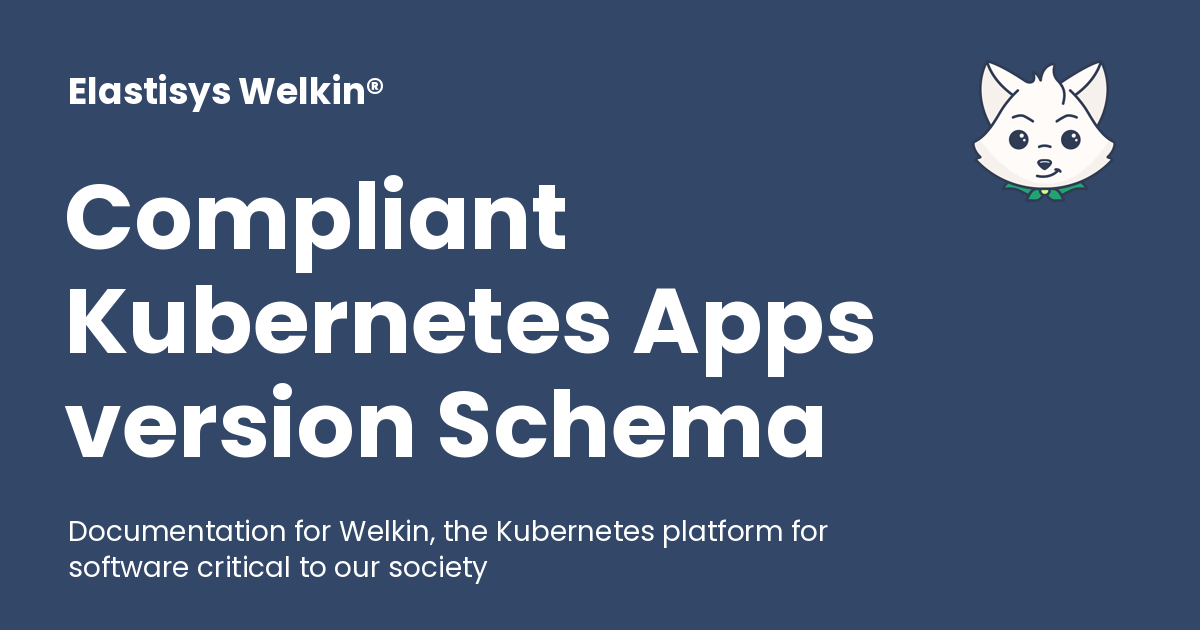 Elastisys Welkin®
Compliant
Kubernetes Apps
version Schema
Documentation for Welkin, the Kubernetes platform for
software critical to our society